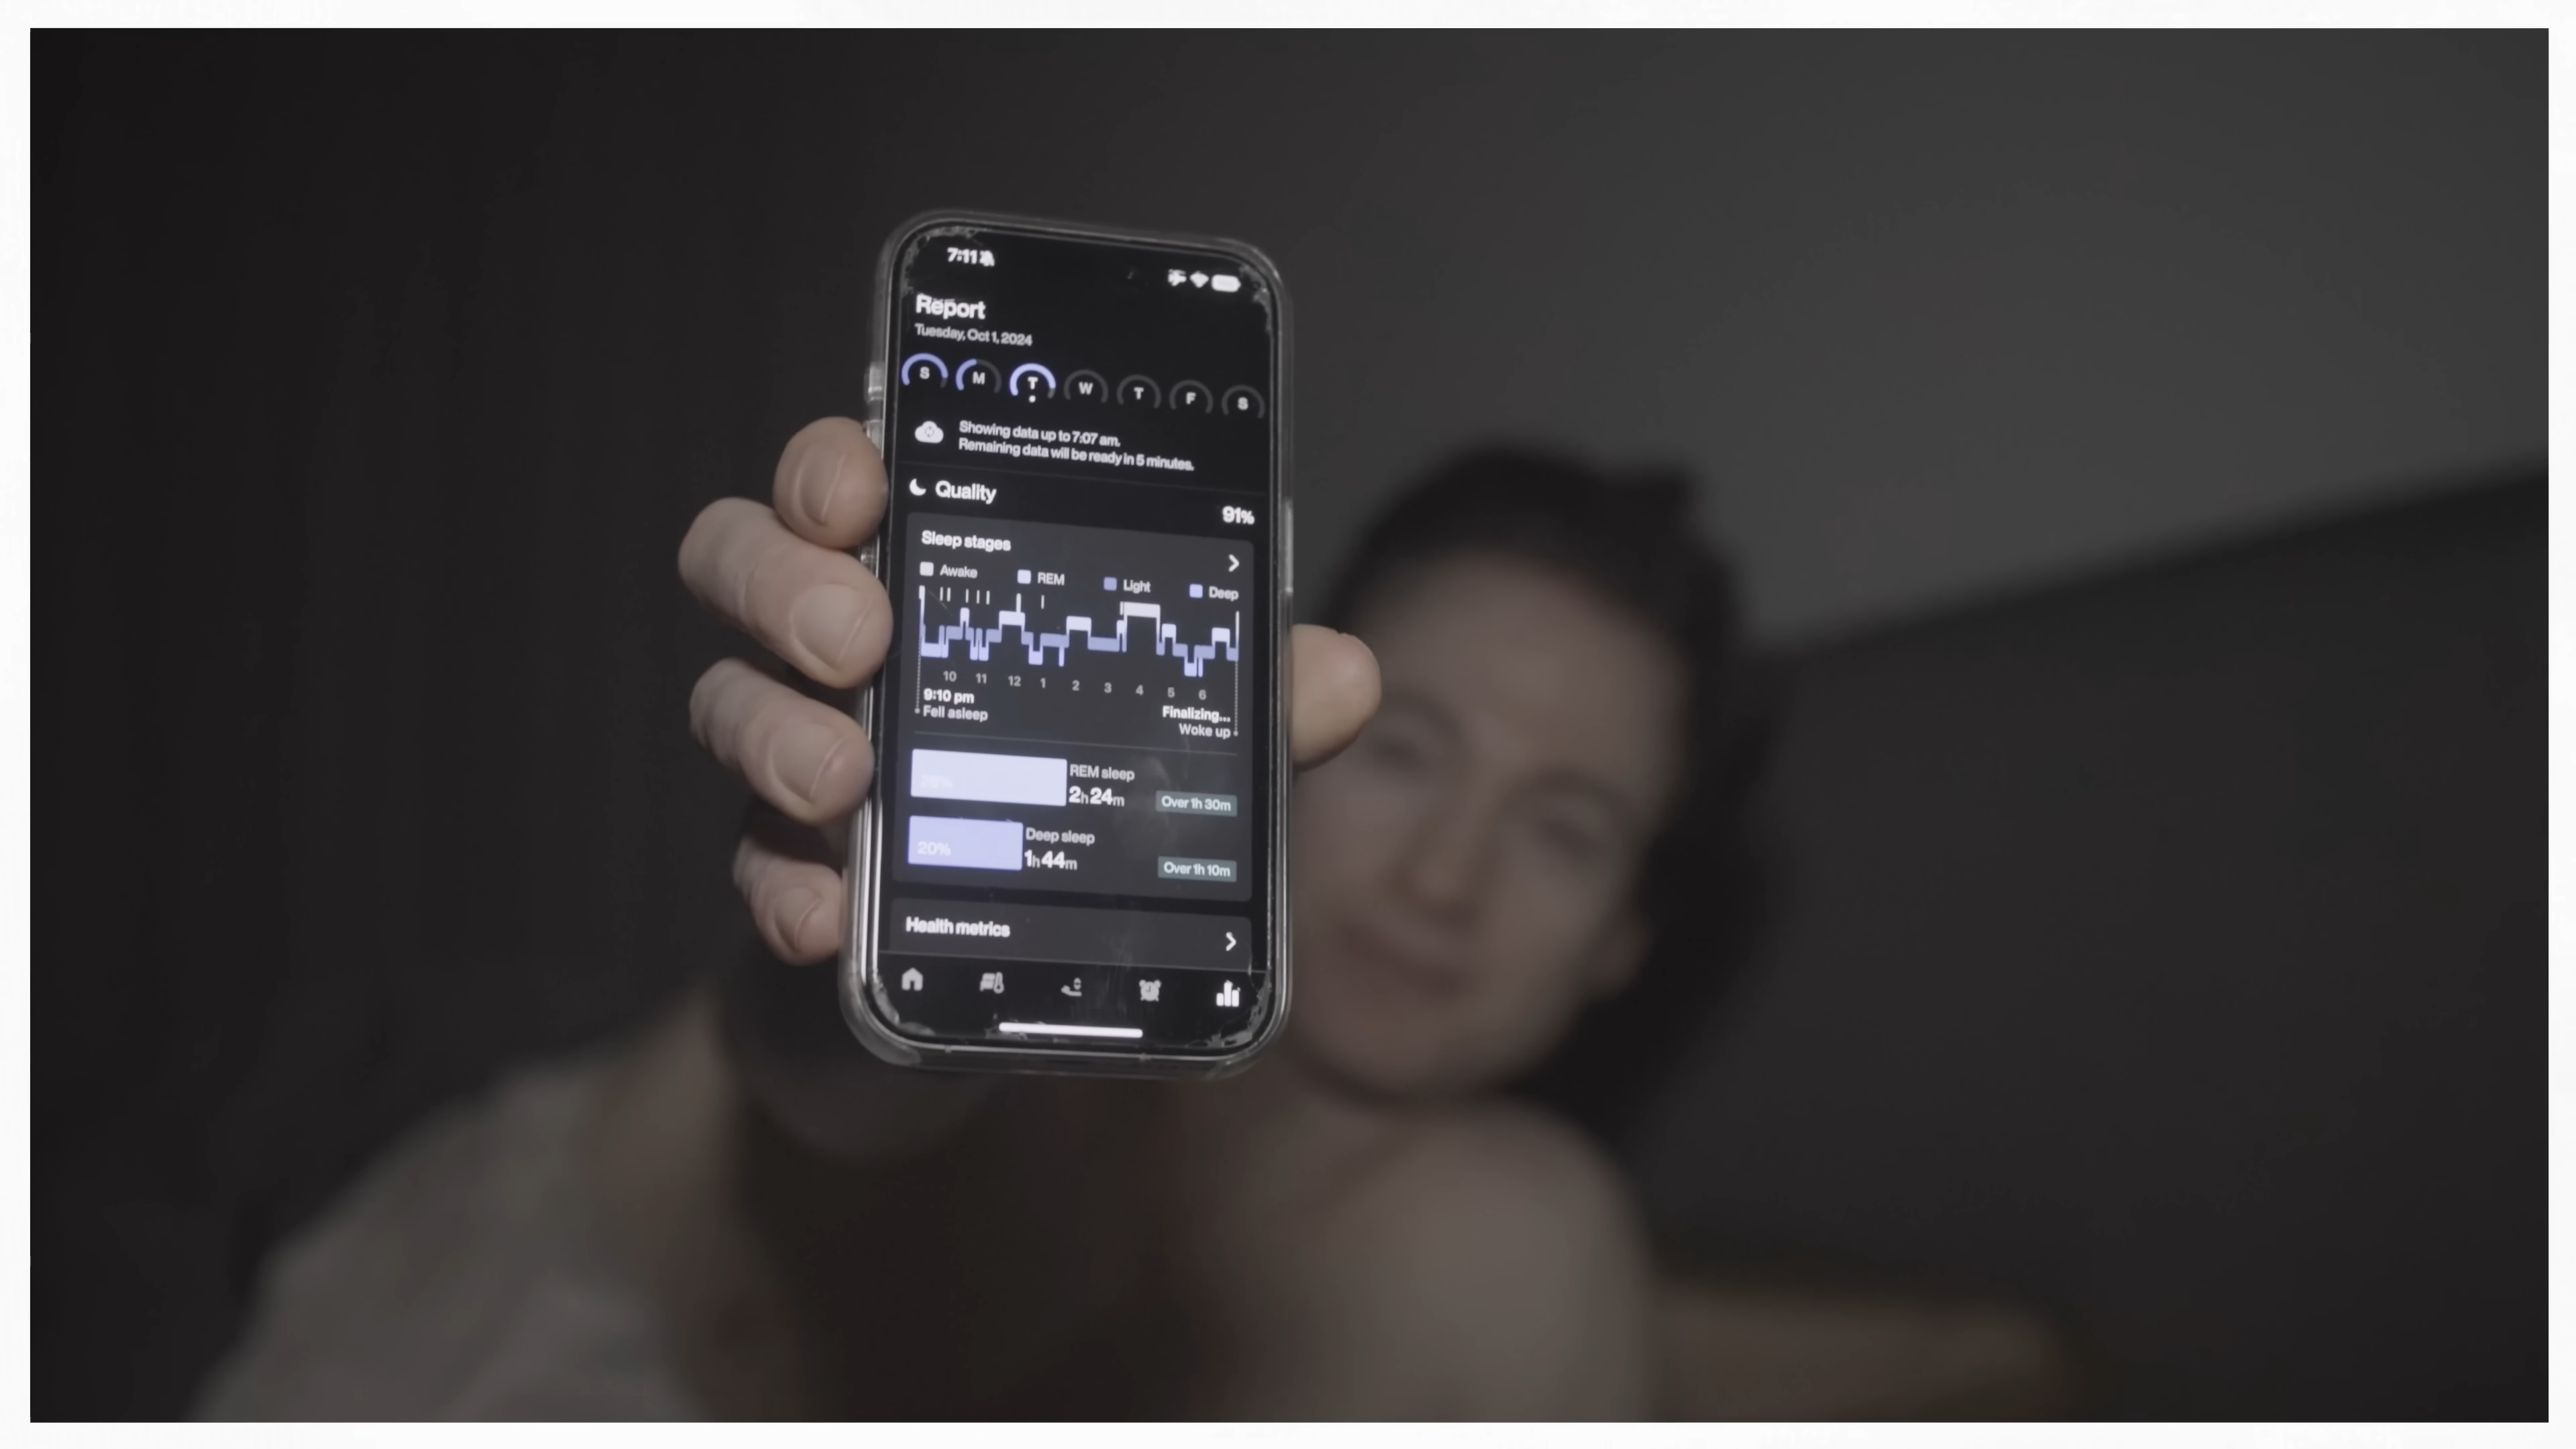 7:11
Report
Tuesday, Oct 1, 2024
S M T W T F S
Showing data up to 7:07 am.
Remaining data will be ready in 5 minutes.
Quality
91%
Sleep stages
Awake REM Light Deep
10 11 12 1 2 3 4 5 6
9:10 pm
Fell asleep
Finalizing...
Woke up
REM sleep
2h 24m
Over 1h 30m
20%
Deep sleep
1h 44m
Over 1h 10m
Health metrics